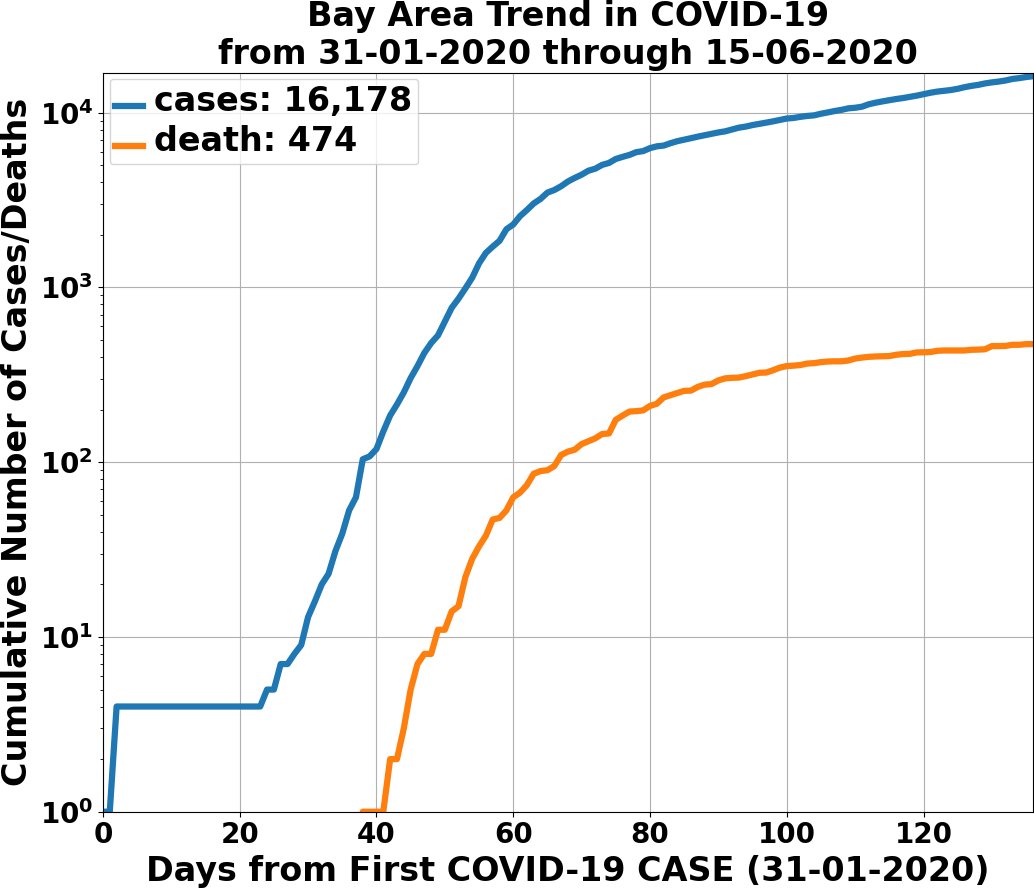 Bay Area Trend in COVID-19
from 31-01-2020 through 15-06-2020
cases: 16,178
death: 474
Cumulative Number of Cases/Deaths
10⁴
10³
10²
10¹
10⁰
0 20 40 60 80 100 120
Days from First COVID-19 CASE (31-01-2020)